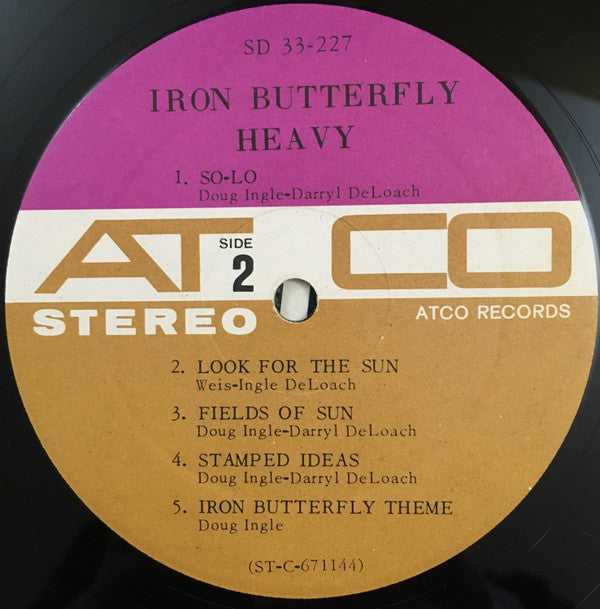 SD 33-227
IRON BUTTERFLY
HEAVY
1. SO-LO
Doug Ingle-Darryl DeLoach
ATCO
SIDE
2
STEREO
ATCO RECORDS
2. LOOK FOR THE SUN
Weis-Ingle DeLoach
3. FIELDS OF SUN
Doug Ingle-Darryl DeLoach
4. STAMPED IDEAS
Doug Ingle-Darryl DeLoach
5. IRON BUTTERFLY THEME
Doug Ingle
(ST-C-671144)